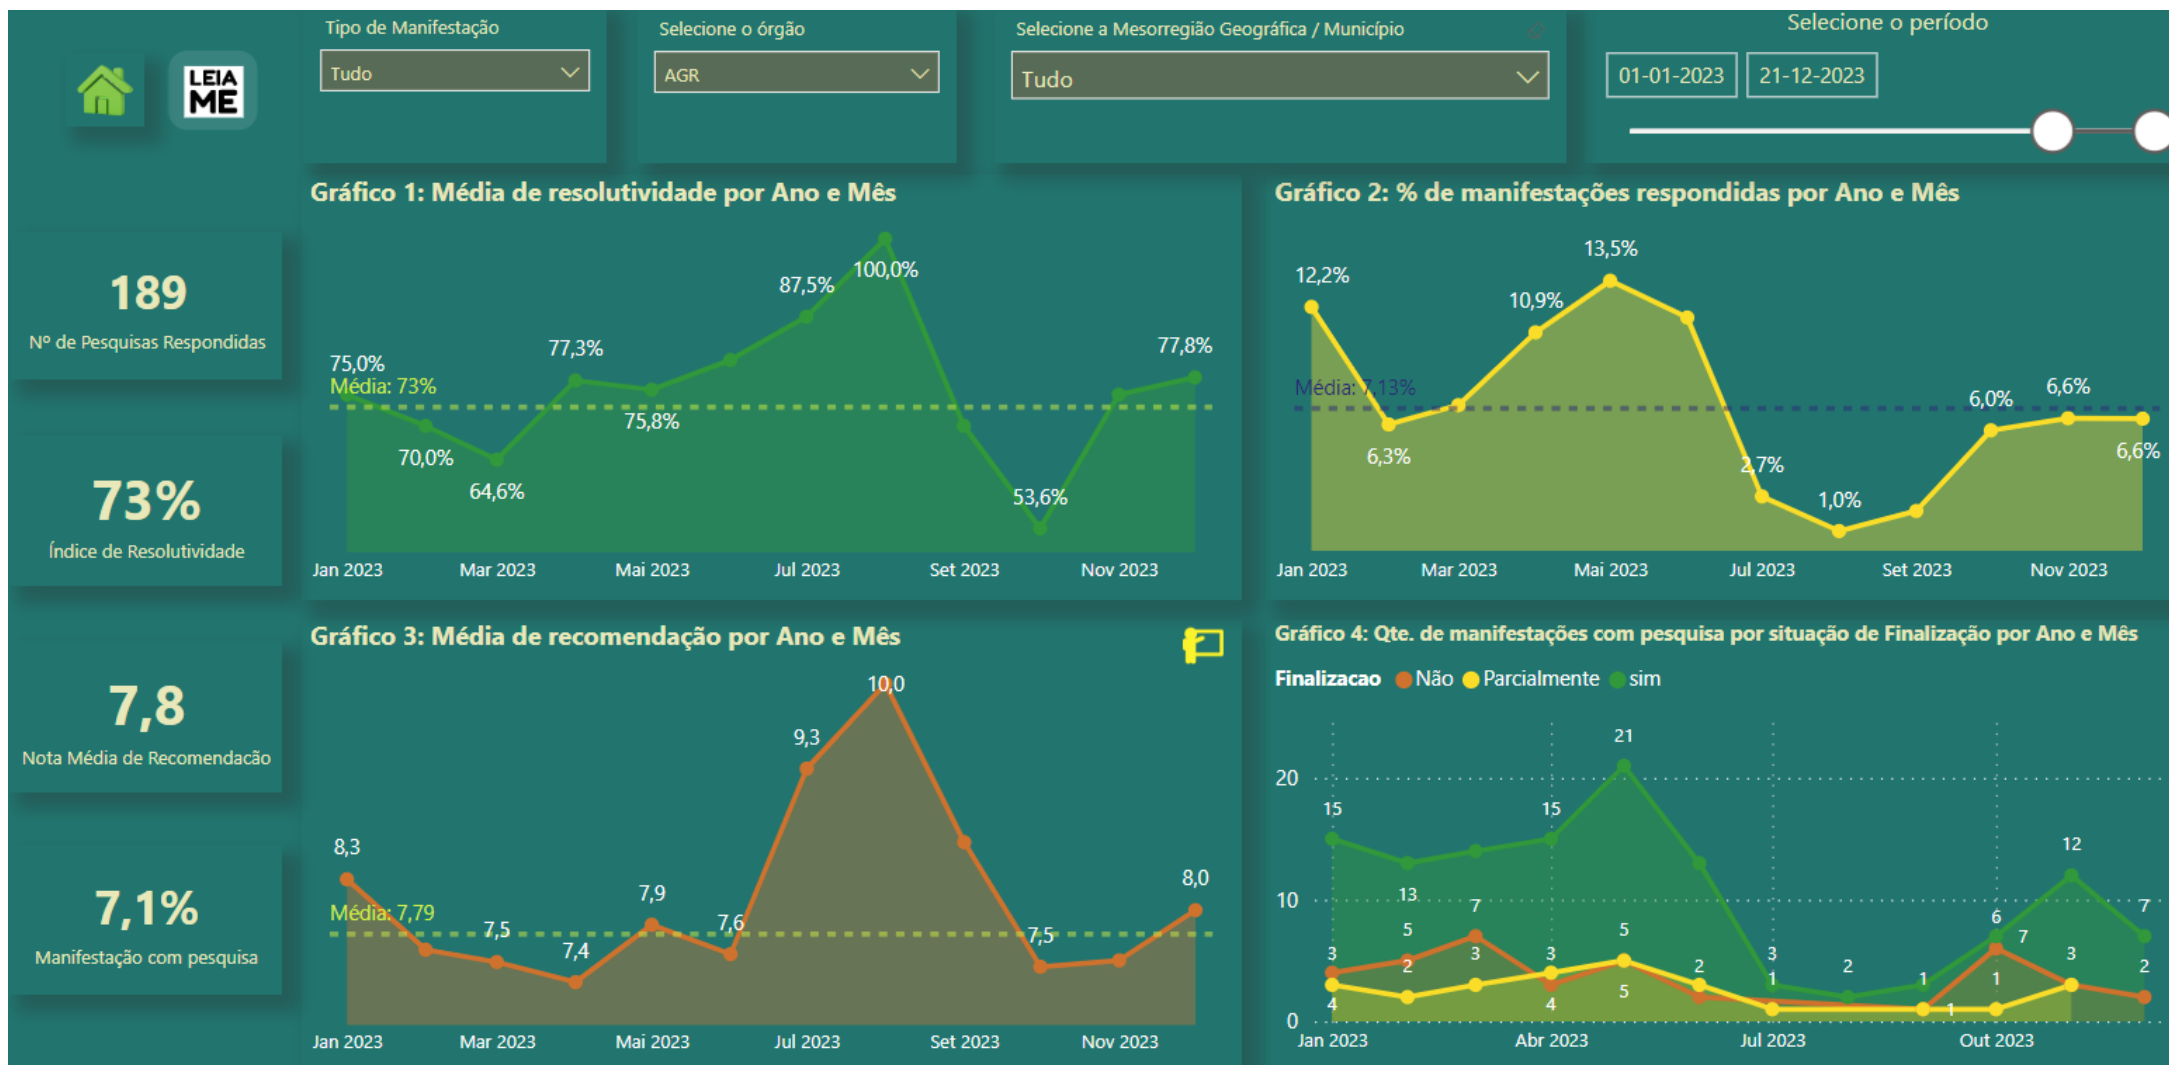 Tipo de Manifestação
Tudo
Selecione o órgão
AGR
Selecione a Mesorregião Geográfica / Município
Tudo
Selecione o período
01-01-2023 21-12-2023
LEIA
ME
189
Nº de Pesquisas Respondidas
73%
Índice de Resolutividade
7,8
Nota Média de Recomendacão
7,1%
Manifestação com pesquisa
Gráfico 1: Média de resolutividade por Ano e Mês
100,0%
87,5%
77,3%
77,8%
75,0%
Média: 73%
75,8%
70,0%
64,6%
53,6%
Jan 2023 Mar 2023 Mai 2023 Jul 2023 Set 2023 Nov 2023
Gráfico 2: % de manifestações respondidas por Ano e Mês
13,5%
12,2%
10,9%
Média: 7,13%
6,0% 6,6%
6,3%
2,7%
6,6%
1,0%
Jan 2023 Mar 2023 Mai 2023 Jul 2023 Set 2023 Nov 2023
Gráfico 3: Média de recomendação por Ano e Mês
10,0
9,3
8,3
8,0
7,9
Média: 7,79
7,5
7,4
7,6
7,5
Jan 2023 Mar 2023 Mai 2023 Jul 2023 Set 2023 Nov 2023
Gráfico 4: Qte. de manifestações com pesquisa por situação de Finalização por Ano e Mês
Finalizacao Não Parcialmente sim
21
20
15 15
12
10
13 7 7
5 5 6 7
3 3 3 3 3
2 2 2 1 1 2
4 4 5 1
0
Jan 2023 Abr 2023 Jul 2023 Out 2023